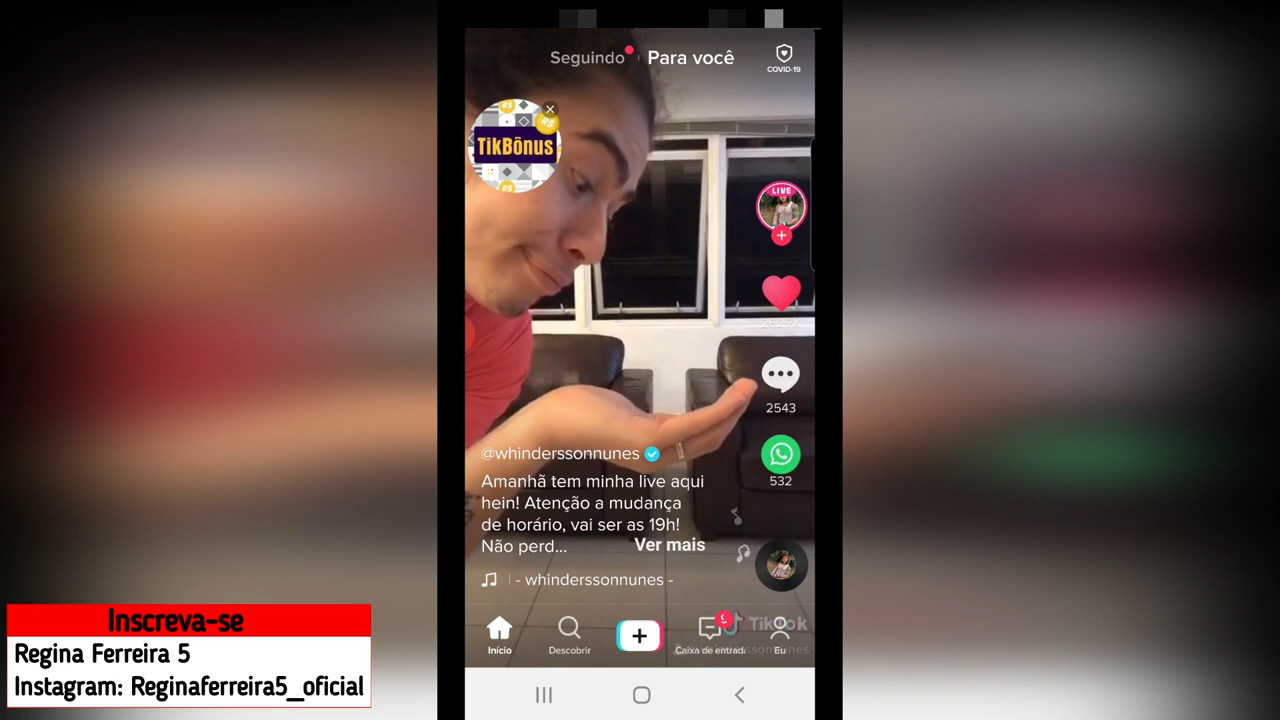 Seguindo
Para você
COVID-19
R$
R$
TikBônus
R$
R$
LIVE
2543
@whinderssonnunes
532
Amanhã tem minha live aqui
hein! Atenção a mudança
de horário, vai ser as 19h!
Não perd... Ver mais
- whinderssonnunes -
TikTok
Início
Descobrir
Caixa de entrad
Eu
Inscreva-se
Regina Ferreira 5
Instagram: Reginaferreira5_oficial